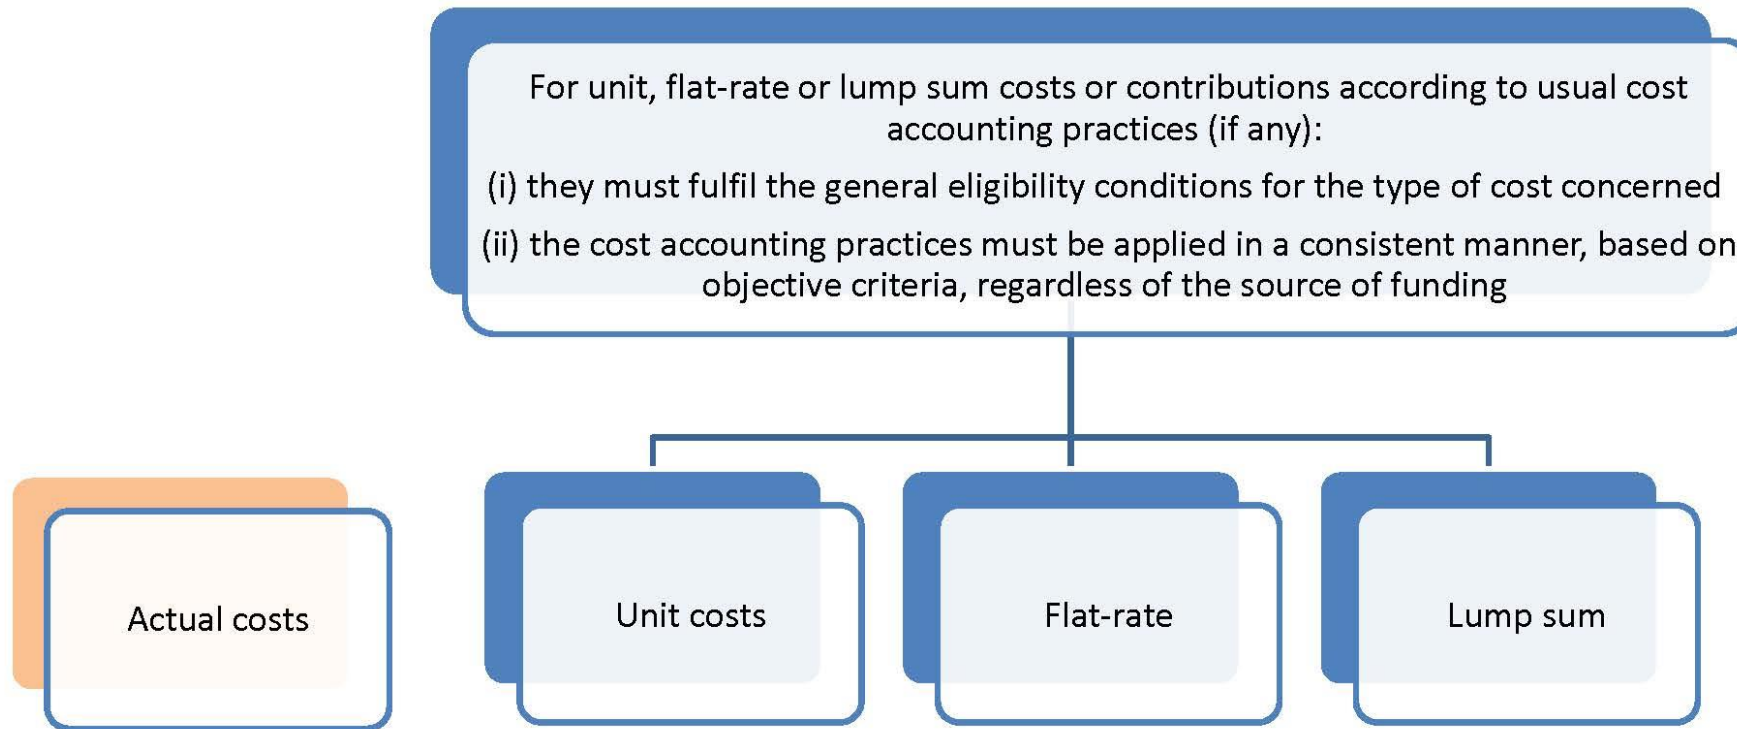 For unit, flat-rate or lump sum costs or contributions according to usual cost
accounting practices (if any):
(i) they must fulfil the general eligibility conditions for the type of cost concerned
(ii) the cost accounting practices must be applied in a consistent manner, based on
objective criteria, regardless of the source of funding
Actual costs
Unit costs
Flat-rate
Lump sum